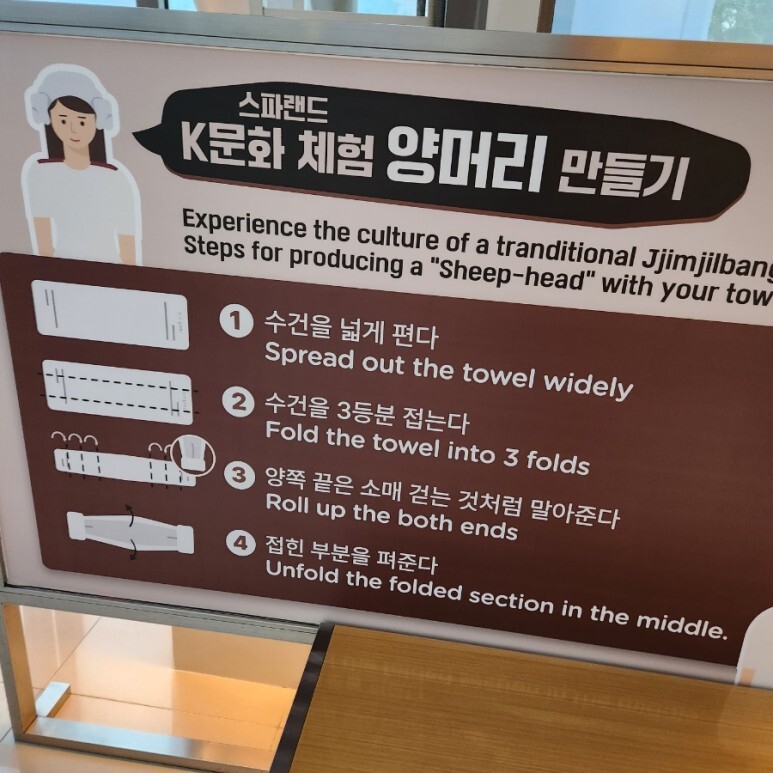 스파랜드
K문화 체험 양머리 만들기
Experience the culture of a tranditional Jjimjilbang
Steps for producing a "Sheep-head" with your
1 수건을 넓게 편다
Spread out the towel widely
2 수건을 3등분 접는다
Fold the towel into 3 folds
3 양쪽 끝은 소매 걷는 것처럼 말아준다
Roll up the both ends
4 접힌 부분을 펴준다
Unfold the folded section in the middle.